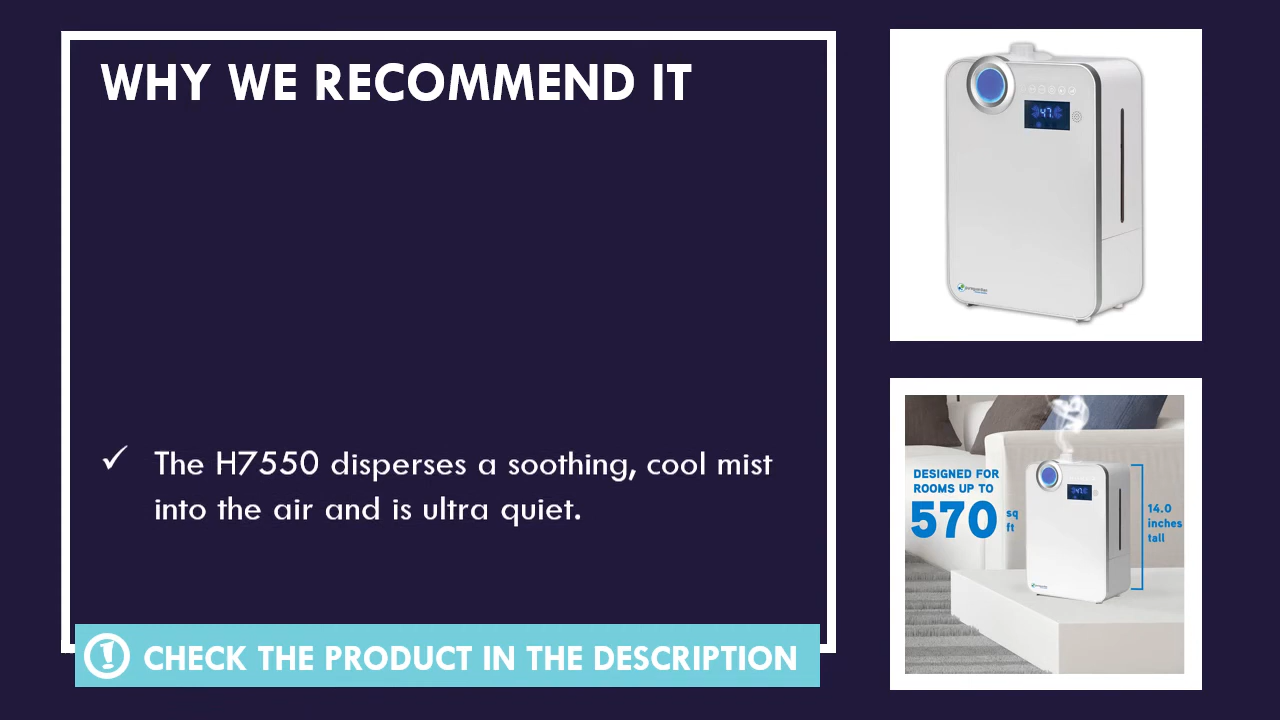 WHY WE RECOMMEND IT
✓ The H7550 disperses a soothing, cool mist
into the air and is ultra quiet.
CHECK THE PRODUCT IN THE DESCRIPTION
47
DESIGNED FOR
ROOMS UP TO
570 sq ft
14.0
inches
tall